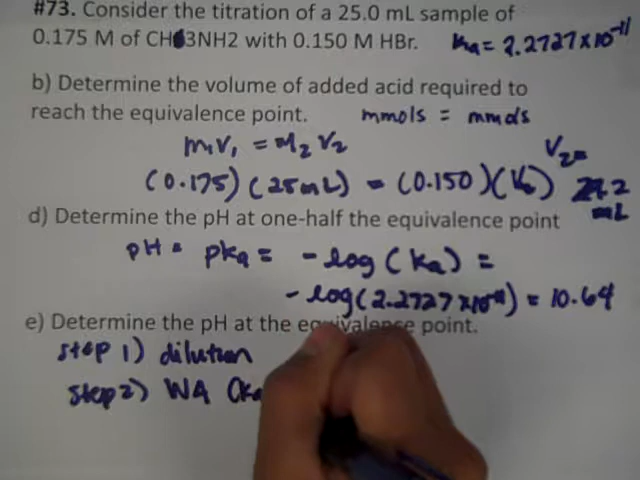 #73. Consider the titration of a 25.0 mL sample of
0.175 M of CH3NH2 with 0.150 M HBr. Ka = 2.2727x10^-11
b) Determine the volume of added acid required to
reach the equivalence point. mmols = mmols
m1V1 = M2 V2
V2=
(0.175) (25mL) = (0.150)(V2) 29.2
mL
d) Determine the pH at one-half the equivalence point
pH = pKa = -log (Ka) =
-log(2.2727x10^-11) = 10.64
e) Determine the pH at the equivalence point.
step 1) dilution
step 2) WA (Ka